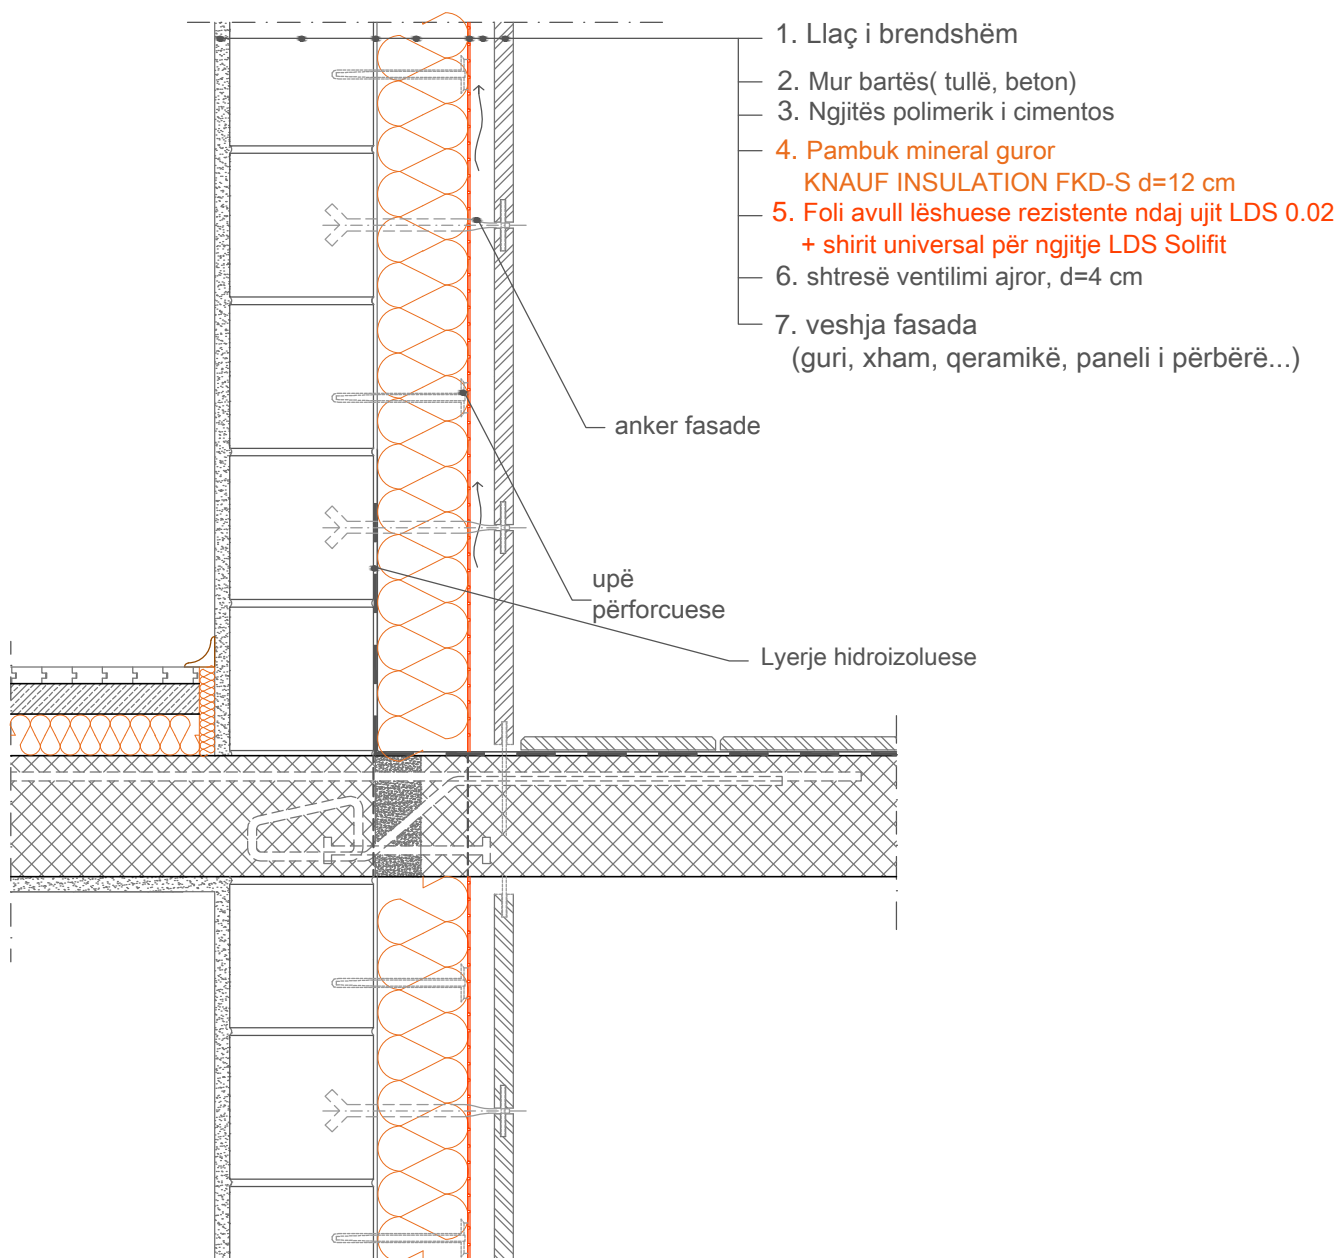 1. Llaç i brendshëm
2. Mur bartës( tullë, beton)
3. Ngjitës polimerik i cimentos
4. Pambuk mineral guror
KNAUF INSULATION FKD-S d=12 cm
5. Foli avull lëshuese rezistente ndaj ujit LDS 0.02
+ shirit universal për ngjitje LDS Solifit
6. shtresë ventilimi ajror, d=4 cm
7. veshja fasada
(guri, xham, qeramikë, paneli i përbërë...)
anker fasade
upë
përforcuese
Lyerje hidroizoluese